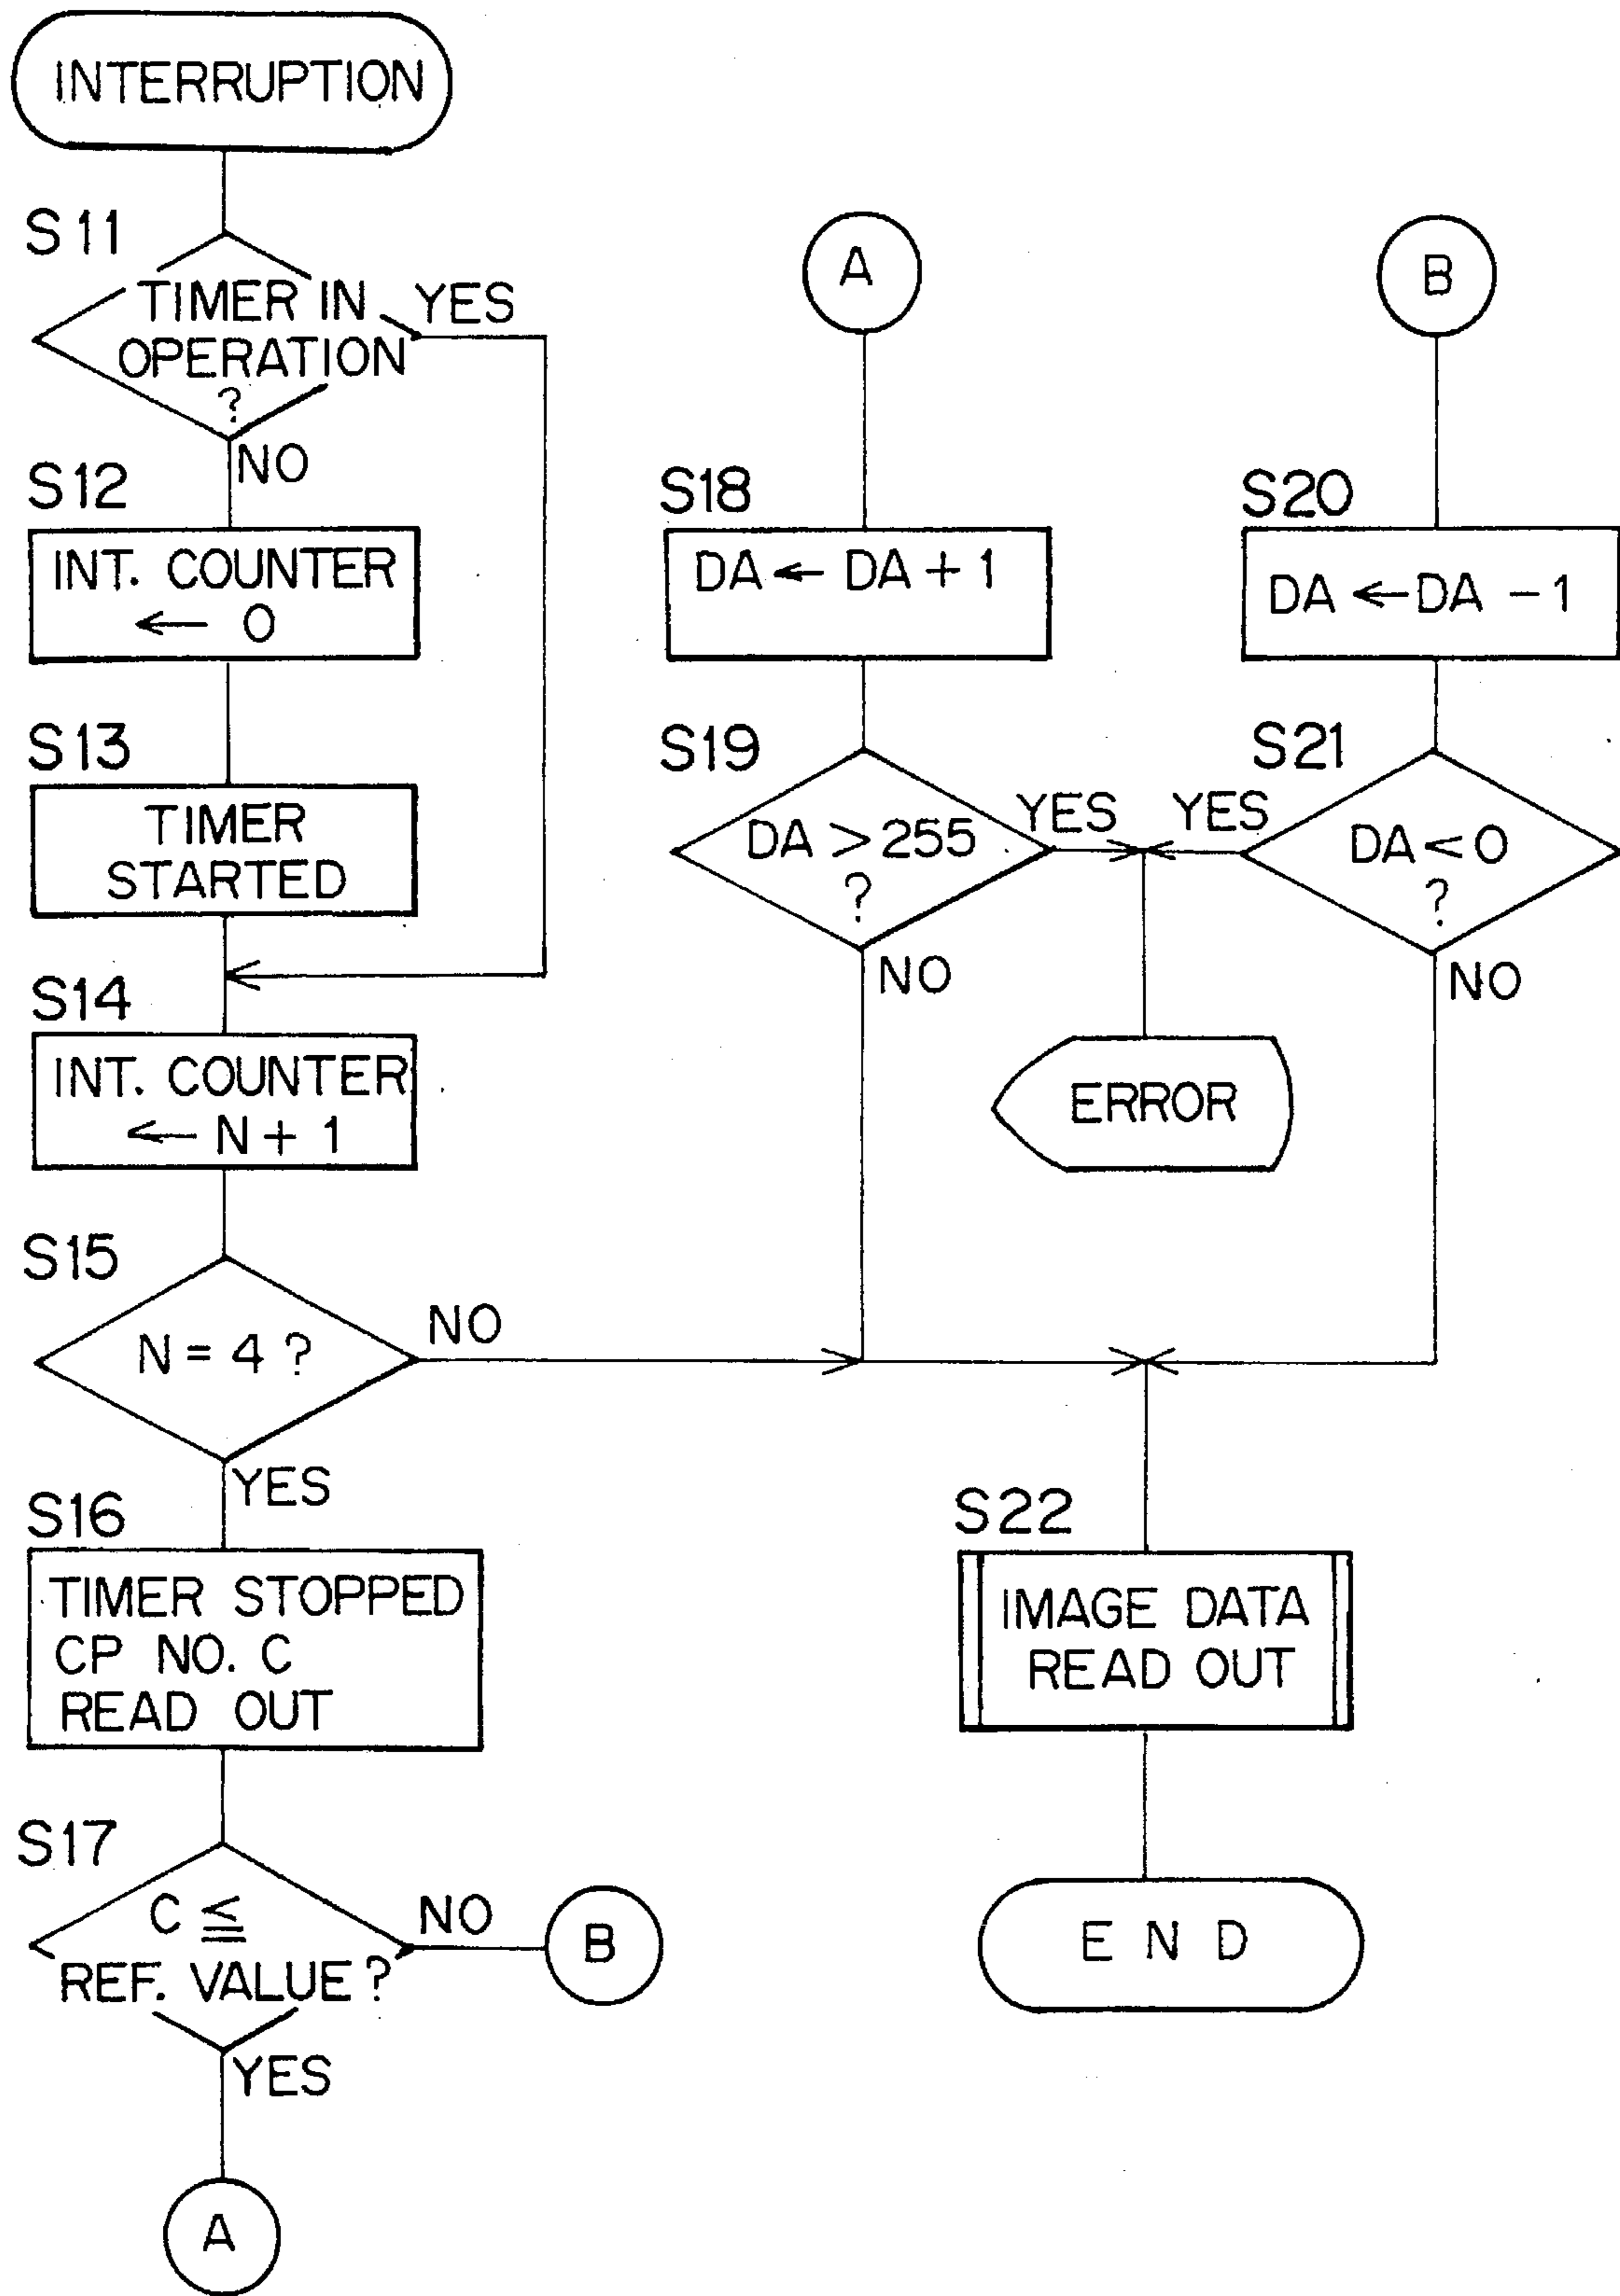 INTERRUPTION
S11
TIMER IN
OPERATION
?
YES
NO
S12
INT. COUNTER
← 0
S13
TIMER
STARTED
S14
INT. COUNTER
← N + 1
S15
N = 4 ?
NO
YES
S16
TIMER STOPPED
CP NO. C
READ OUT
S17
C ≦
REF. VALUE ?
NO
B
YES
A
A
S18
DA ← DA + 1
S19
DA > 255
?
YES
NO
B
S20
DA ← DA - 1
S21
DA < 0
?
YES
NO
ERROR
S22
IMAGE DATA
READ OUT
END